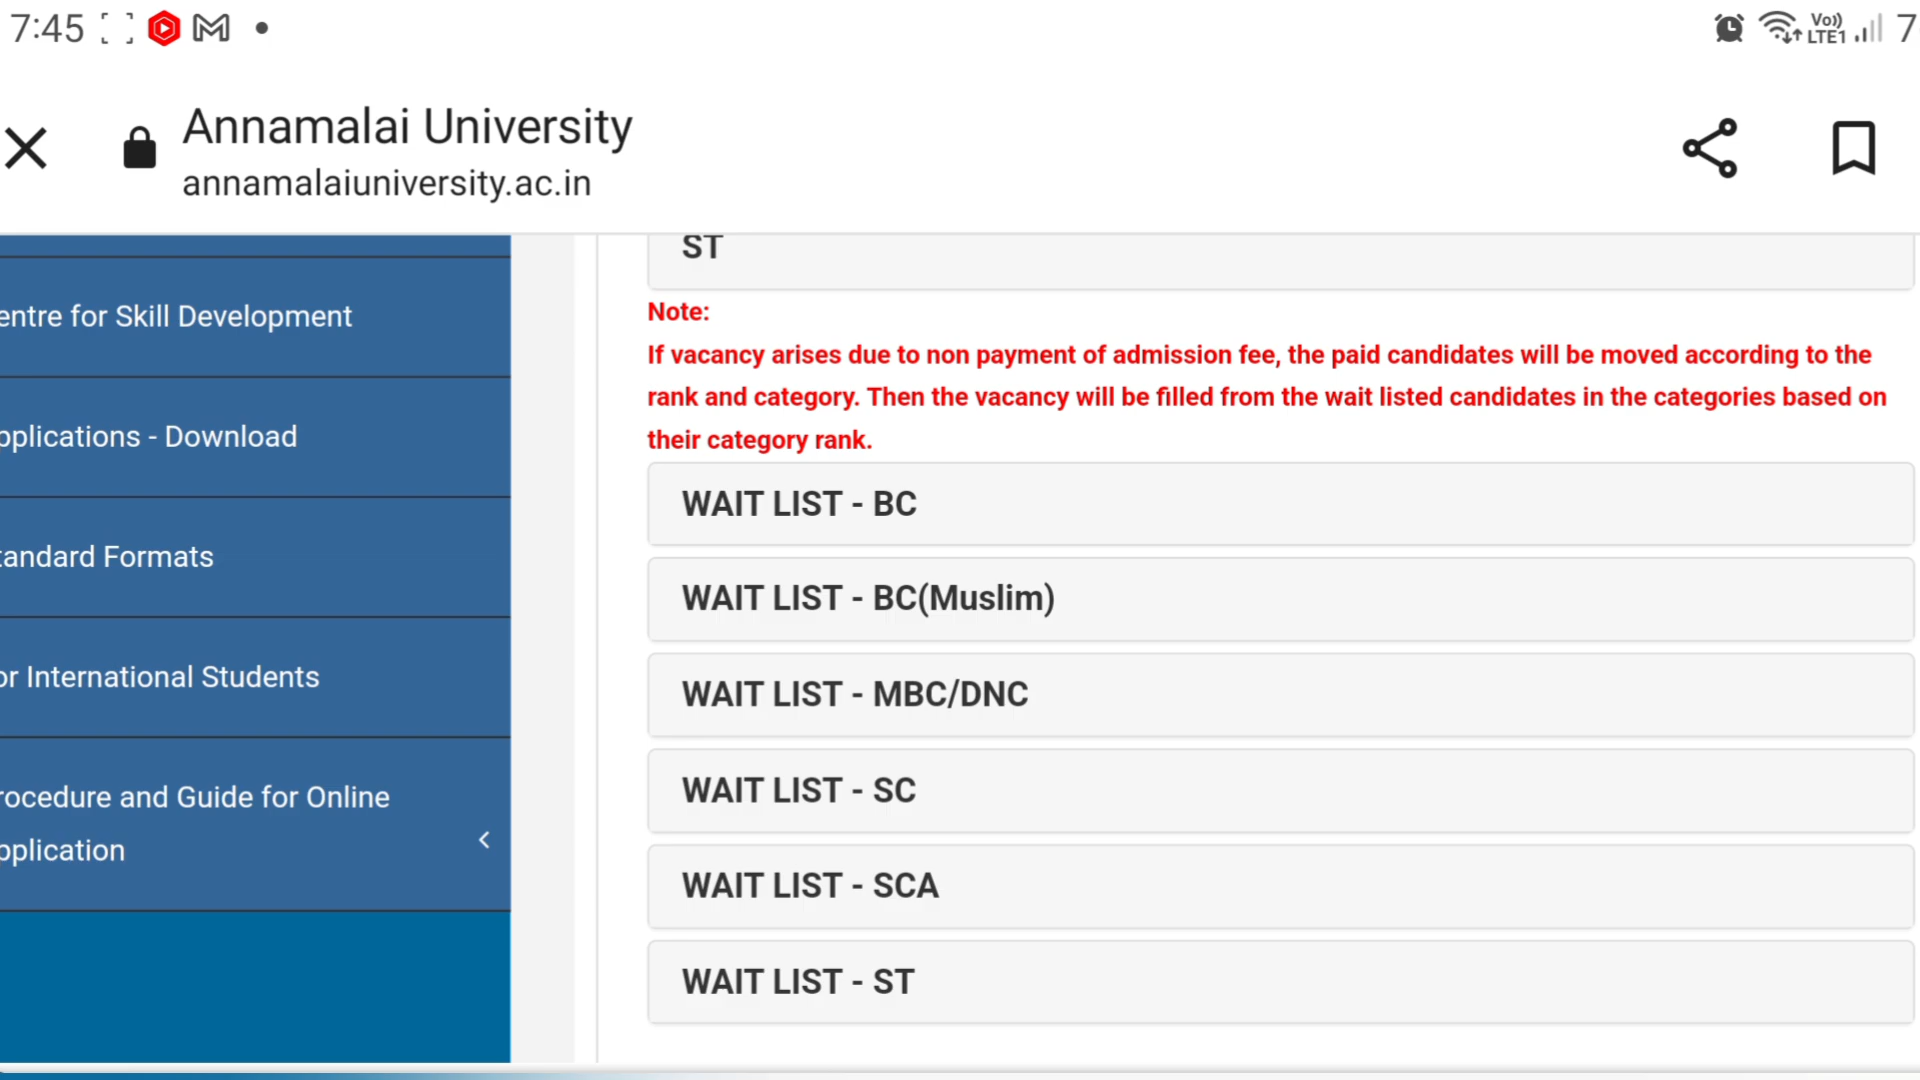 7:45
Vo)) LTE1 7
Annamalai University
annamalaiuniversity.ac.in
entre for Skill Development
pplications - Download
tandard Formats
or International Students
rocedure and Guide for Online
pplication
ST
Note:
If vacancy arises due to non payment of admission fee, the paid candidates will be moved according to the
rank and category. Then the vacancy will be filled from the wait listed candidates in the categories based on
their category rank.
WAIT LIST - BC
WAIT LIST - BC(Muslim)
WAIT LIST - MBC/DNC
WAIT LIST - SC
WAIT LIST - SCA
WAIT LIST - ST